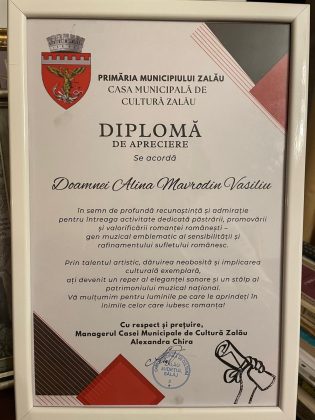 PRIMĂRIA MUNICIPIULUI ZALĂU
CASA MUNICIPALĂ DE
CULTURĂ ZALĂU
DIPLOMĂ
DE APRECIERE
Se acordă
Doamnei Alina Mavrodin Vasiliu
în semn de profundă recunoștință și admirație
pentru întreaga activitate dedicată păstrării, promovării
și valorificării romanței românești –
gen muzical emblematic al sensibilității și
rafinamentului sufletului românesc.
Prin talentul artistic, dăruirea neobosită și implicarea
culturală exemplară,
ați devenit un reper al eleganței sonore și un stâlp al
patrimoniului muzical național.
Vă mulțumim pentru luminile pe care le aprindeți în
inimile celor care iubesc romanța!
Cu respect și prețuire,
Managerul Casei Municipale de Cultură Zalău
Alexandra Chira
JUDEȚUL
SĂLAJ